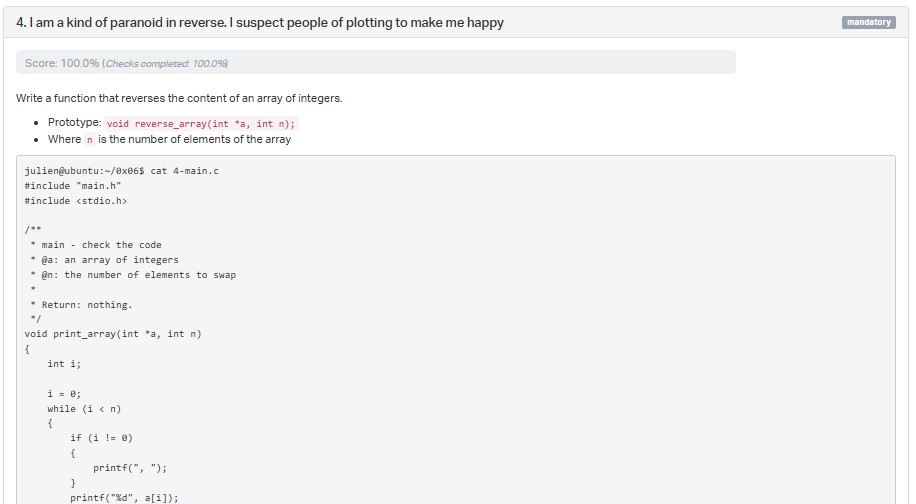 4. I am a kind of paranoid in reverse. I suspect people of plotting to make me happy
mandatory
Score: 100.0% (Checks completed: 100.0%)
Write a function that reverses the content of an array of integers.
• Prototype: void reverse_array(int *a, int n);
• Where n is the number of elements of the array
julien@ubuntu:~/0x06$ cat 4-main.c
#include "main.h"
#include <stdio.h>

/**
 * main - check the code
 * @a: an array of integers
 * @n: the number of elements to swap
 *
 * Return: nothing.
 */
void print_array(int *a, int n)
{
    int i;

    i = 0;
    while (i < n)
    {
        if (i != 0)
        {
            printf(", ");
        }
        printf("%d", a[i]);